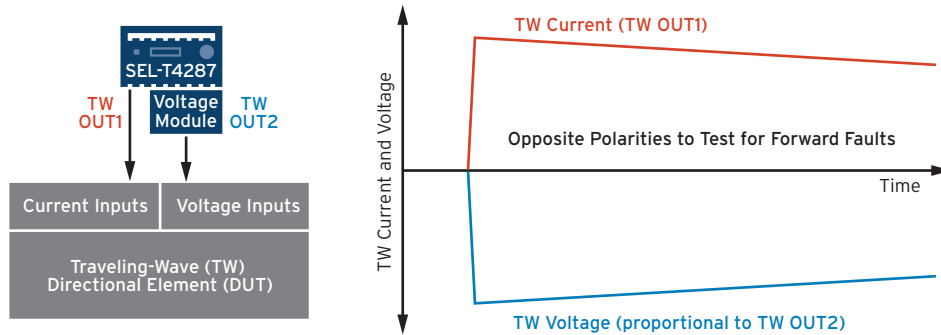 SEL-T4287
TW
OUT1
Voltage
Module
TW
OUT2
Current Inputs
Voltage Inputs
Traveling-Wave (TW)
Directional Element (DUT)
TW Current and Voltage
TW Current (TW OUT1)
Opposite Polarities to Test for Forward Faults
Time
TW Voltage (proportional to TW OUT2)